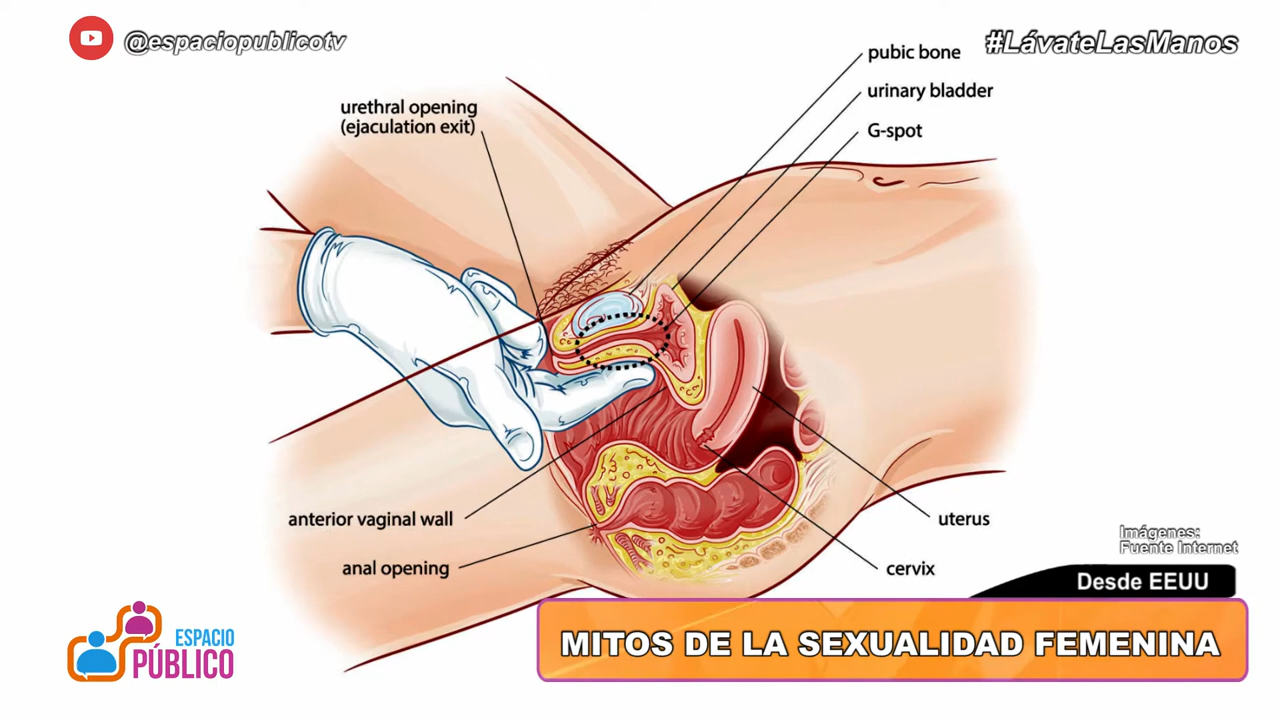 @espaciopublicotv
#LávateLasManos
pubic bone
urinary bladder
G-spot
urethral opening
(ejaculation exit)
anterior vaginal wall
anal opening
uterus
cervix
Imágenes:
Fuente Internet
Desde EEUU
MITOS DE LA SEXUALIDAD FEMENINA
ESPACIO
PÚBLICO